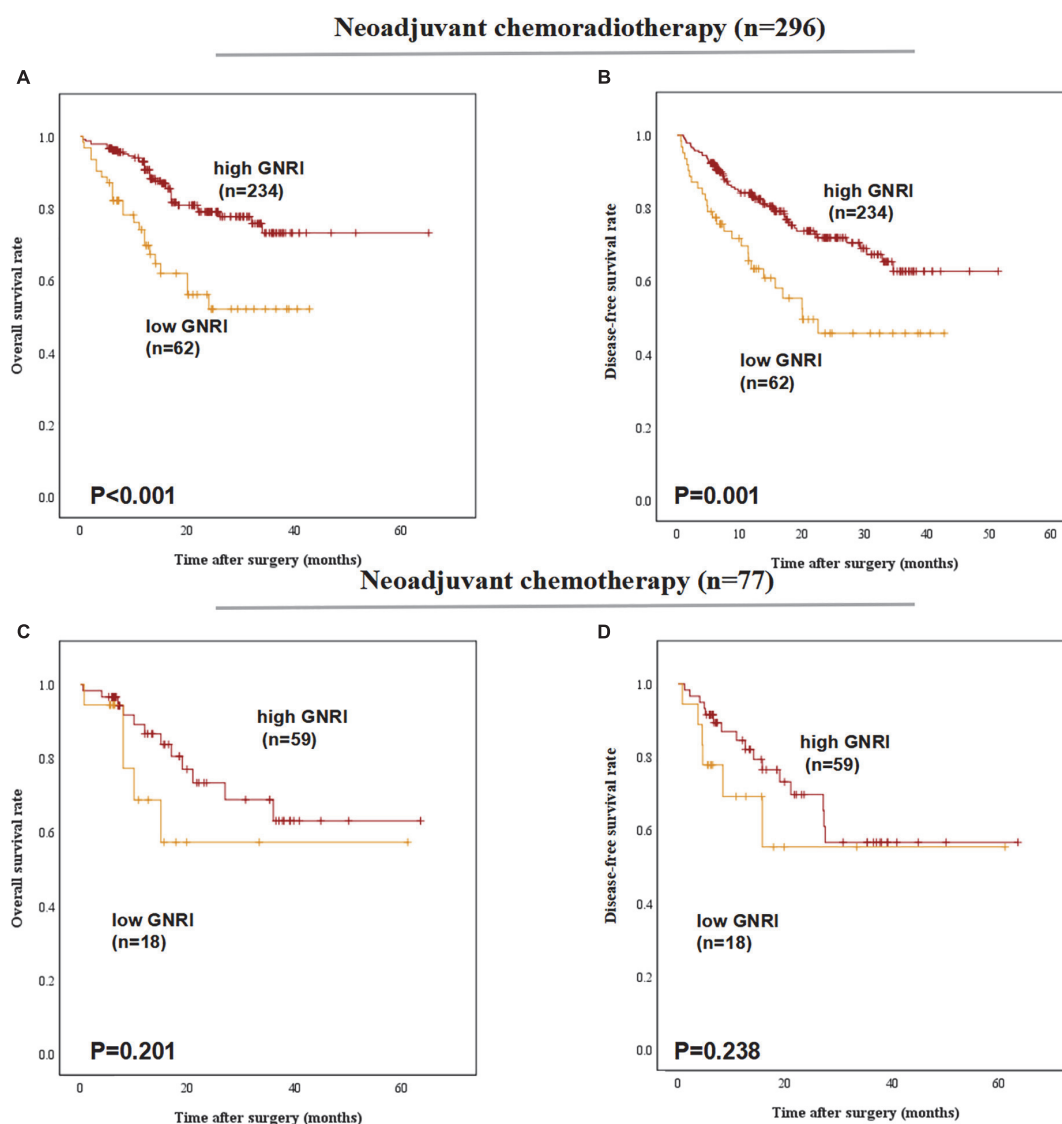 Neoadjuvant chemoradiotherapy (n=296)
A
Overall survival rate
1.0
0.8
0.6
0.4
0.2
0.0
high GNRI
(n=234)
low GNRI
(n=62)
P<0.001
0 20 40 60
Time after surgery (months)
B
Disease-free survival rate
1.0
0.8
0.6
0.4
0.2
0.0
high GNRI
(n=234)
low GNRI
(n=62)
P=0.001
0 10 20 30 40 50 60
Time after surgery (months)
Neoadjuvant chemotherapy (n=77)
C
Overall survival rate
1.0
0.8
0.6
0.4
0.2
0.0
high GNRI
(n=59)
low GNRI
(n=18)
P=0.201
0 20 40 60
Time after surgery (months)
D
Disease-free survival rate
1.0
0.8
0.6
0.4
0.2
0.0
high GNRI
(n=59)
low GNRI
(n=18)
P=0.238
0 20 40 60
Time after surgery (months)